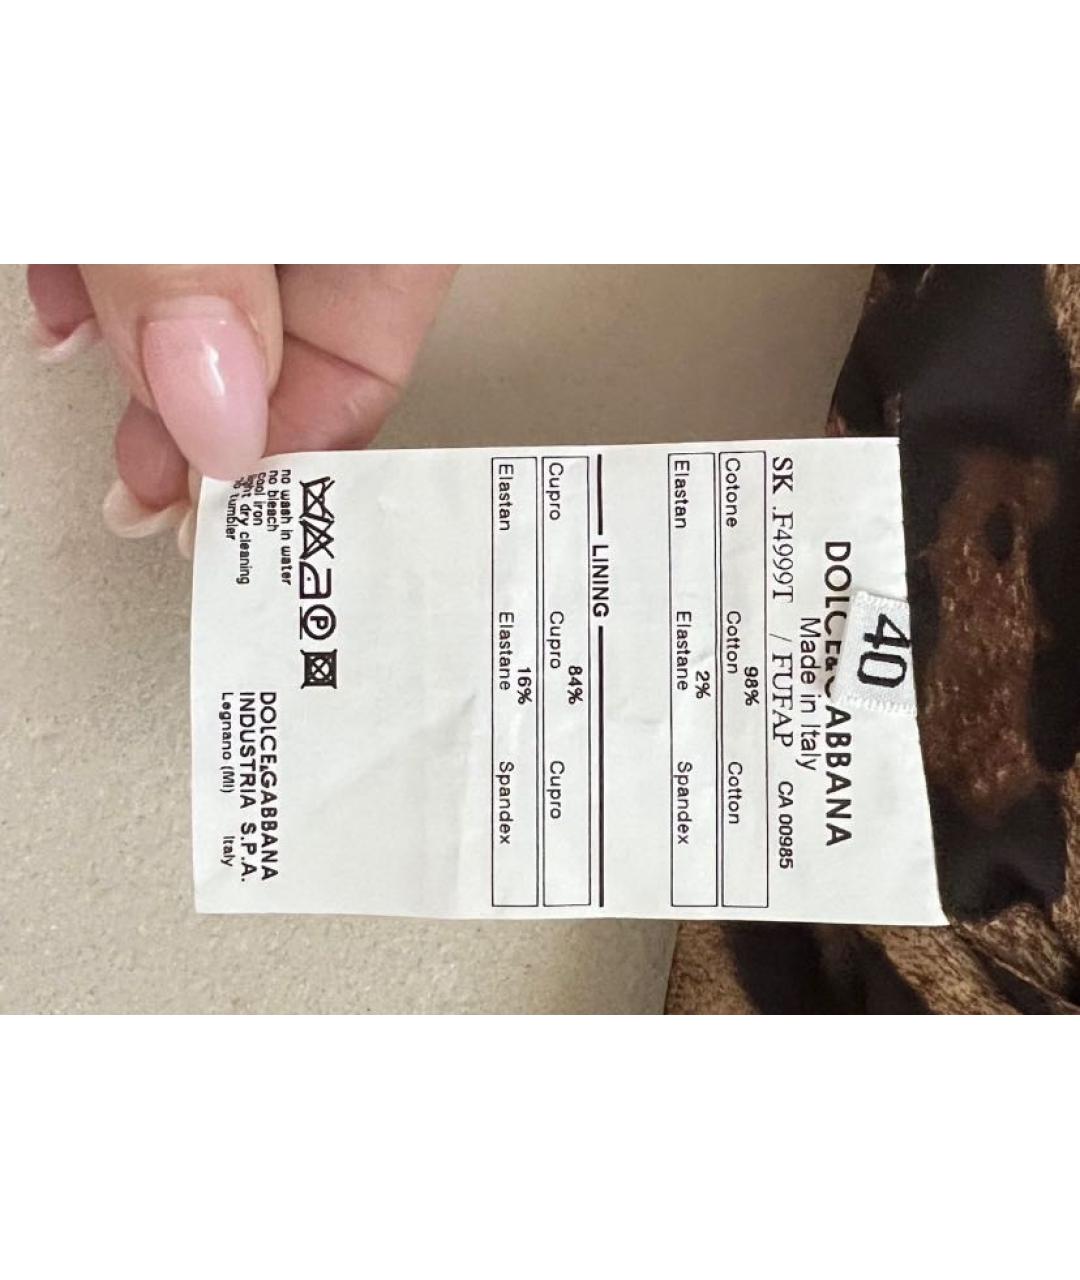 40
DOLCE&GABBANA
Made in Italy
SK .F4999T / FUFAP CA 00985
98%
Cotone Cotton Cotton
2%
Elastan Elastane Spandex
LINING
84%
Cupro Cupro Cupro
16%
Elastan Elastane Spandex
P
no wash in water
no bleach
cool iron
dry cleaning
tumbler
DOLCE&GABBANA
INDUSTRIA S.P.A.
Legnano (MI) Italy